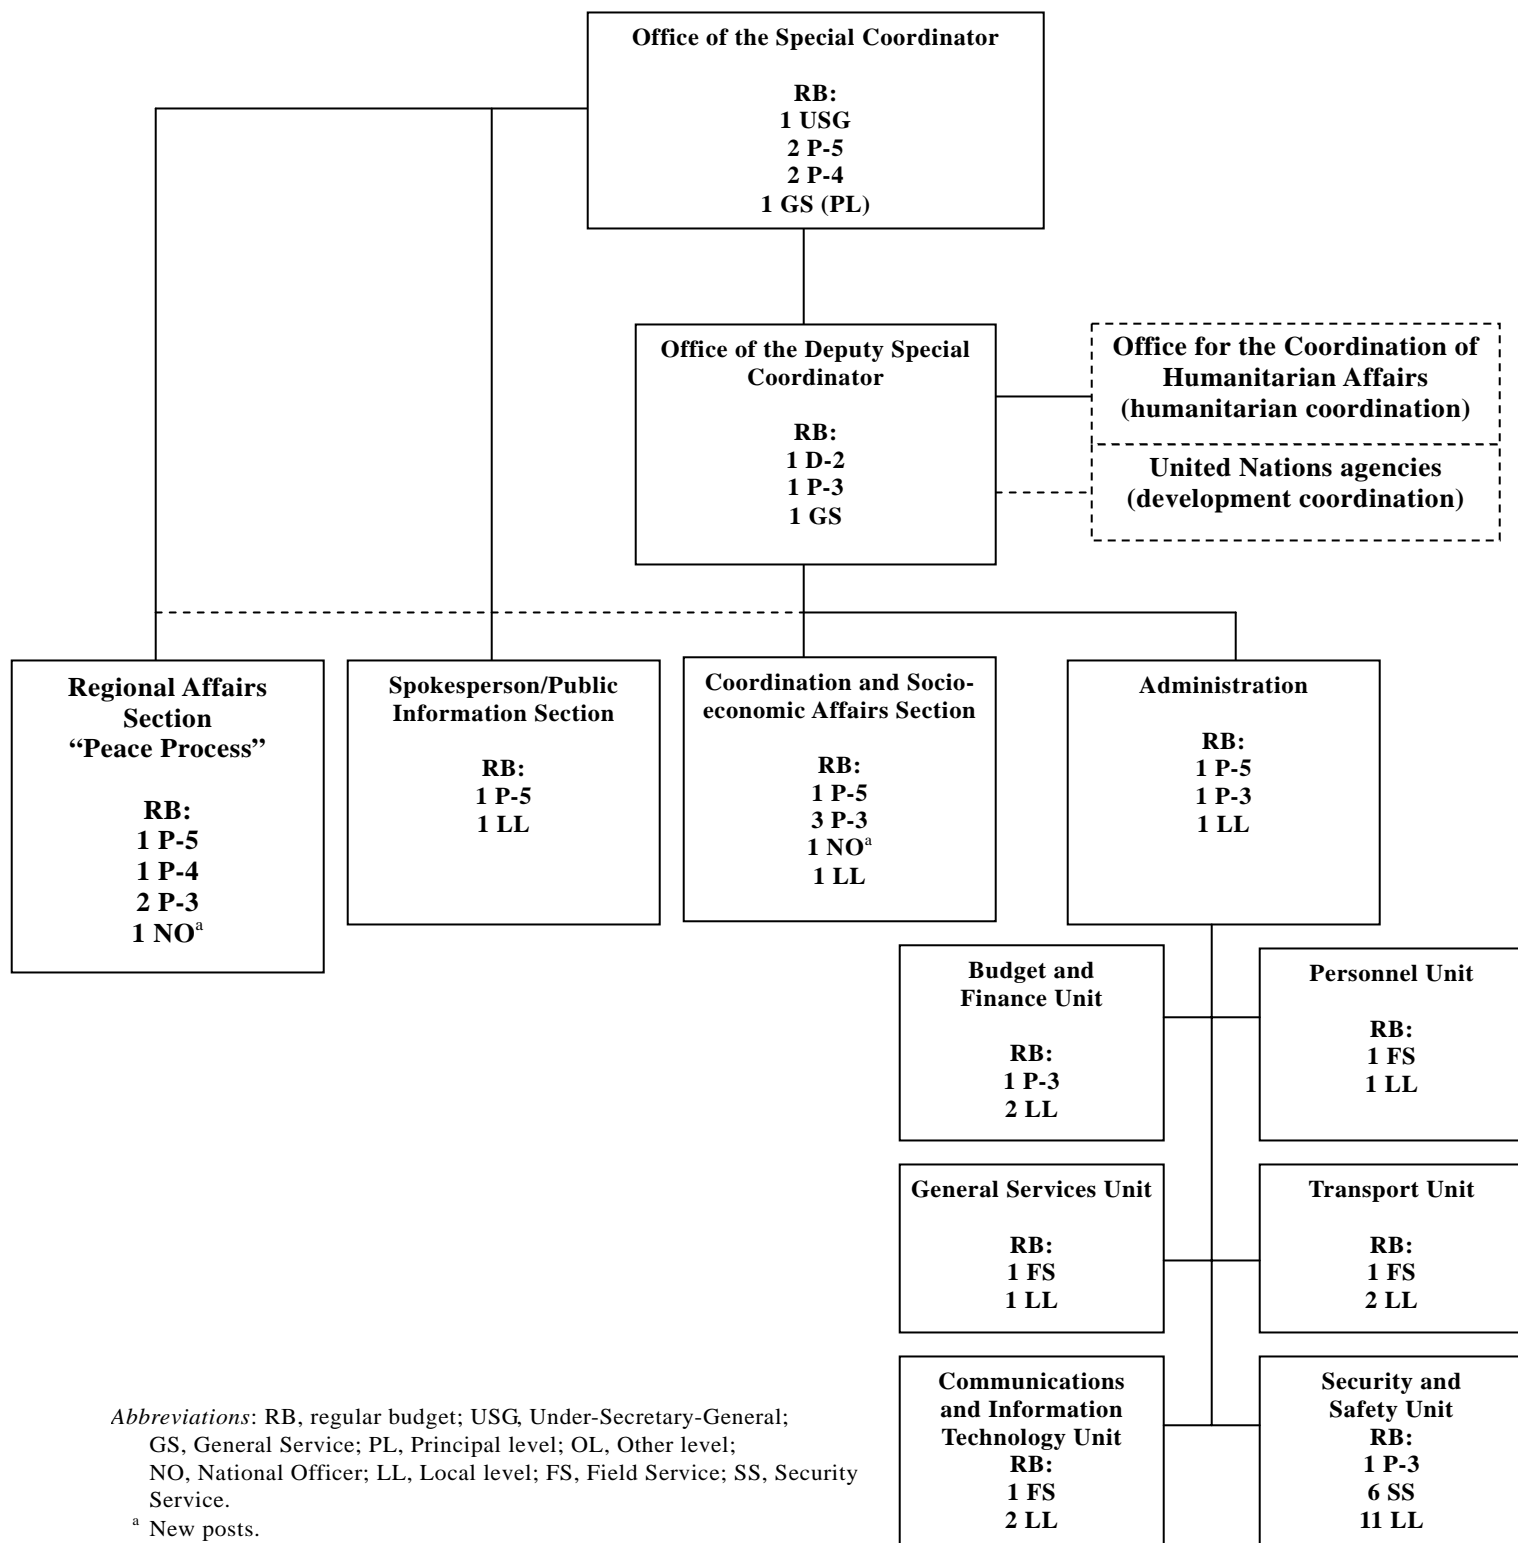 Office of the Special Coordinator
RB:
1 USG
2 P-5
2 P-4
1 GS (PL)
Office of the Deputy Special
Coordinator
RB:
1 D-2
1 P-3
1 GS
Office for the Coordination of
Humanitarian Affairs
(humanitarian coordination)
United Nations agencies
(development coordination)
Regional Affairs
Section
“Peace Process”
RB:
1 P-5
1 P-4
2 P-3
1 NOᵃ
Spokesperson/Public
Information Section
RB:
1 P-5
1 LL
Coordination and Socio-
economic Affairs Section
RB:
1 P-5
3 P-3
1 NOᵃ
1 LL
Administration
RB:
1 P-5
1 P-3
1 LL
Budget and
Finance Unit
RB:
1 P-3
2 LL
Personnel Unit
RB:
1 FS
1 LL
General Services Unit
RB:
1 FS
1 LL
Transport Unit
RB:
1 FS
2 LL
Communications
and Information
Technology Unit
RB:
1 FS
2 LL
Security and
Safety Unit
RB:
1 P-3
6 SS
11 LL
Abbreviations: RB, regular budget; USG, Under-Secretary-General;
GS, General Service; PL, Principal level; OL, Other level;
NO, National Officer; LL, Local level; FS, Field Service; SS, Security
Service.
ᵃ New posts.